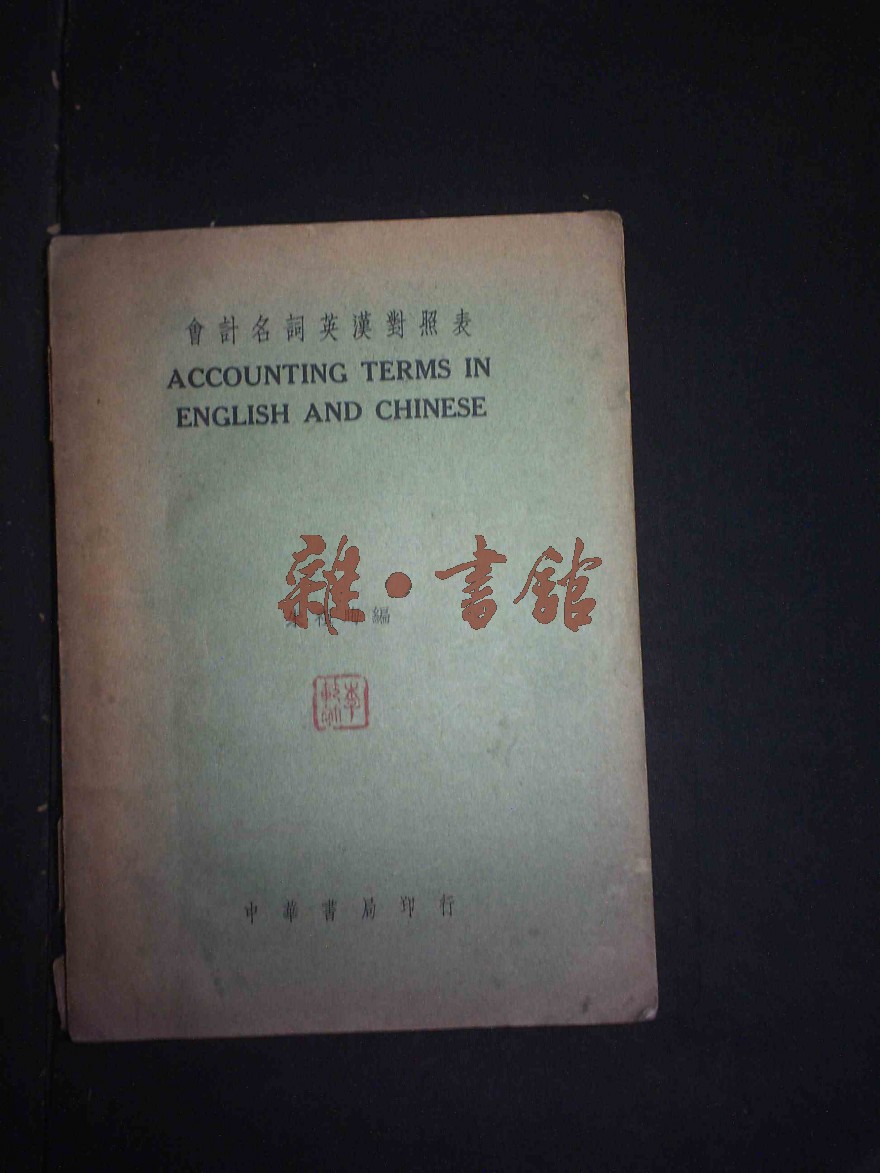 會計名詞英漢對照表
ACCOUNTING TERMS IN
ENGLISH AND CHINESE
雜·書館
編
李
中華書局印行